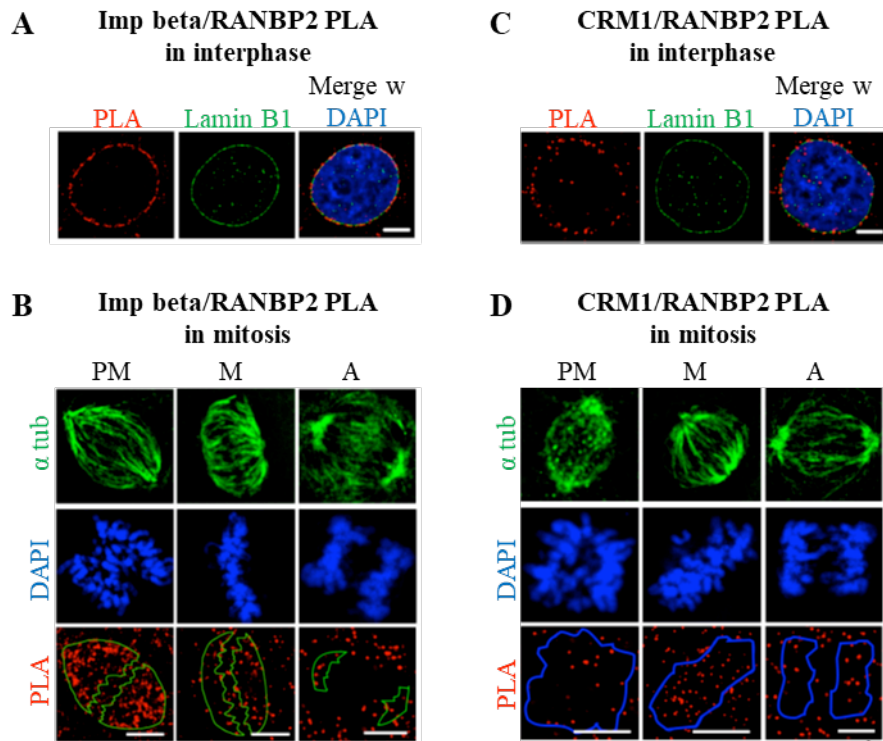 A
Imp beta/RANBP2 PLA
in interphase
PLA
Lamin B1
Merge w
DAPI
C
CRM1/RANBP2 PLA
in interphase
PLA
Lamin B1
Merge w
DAPI
B
Imp beta/RANBP2 PLA
in mitosis
PM
M
A
α tub
DAPI
PLA
D
CRM1/RANBP2 PLA
in mitosis
PM
M
A
α tub
DAPI
PLA